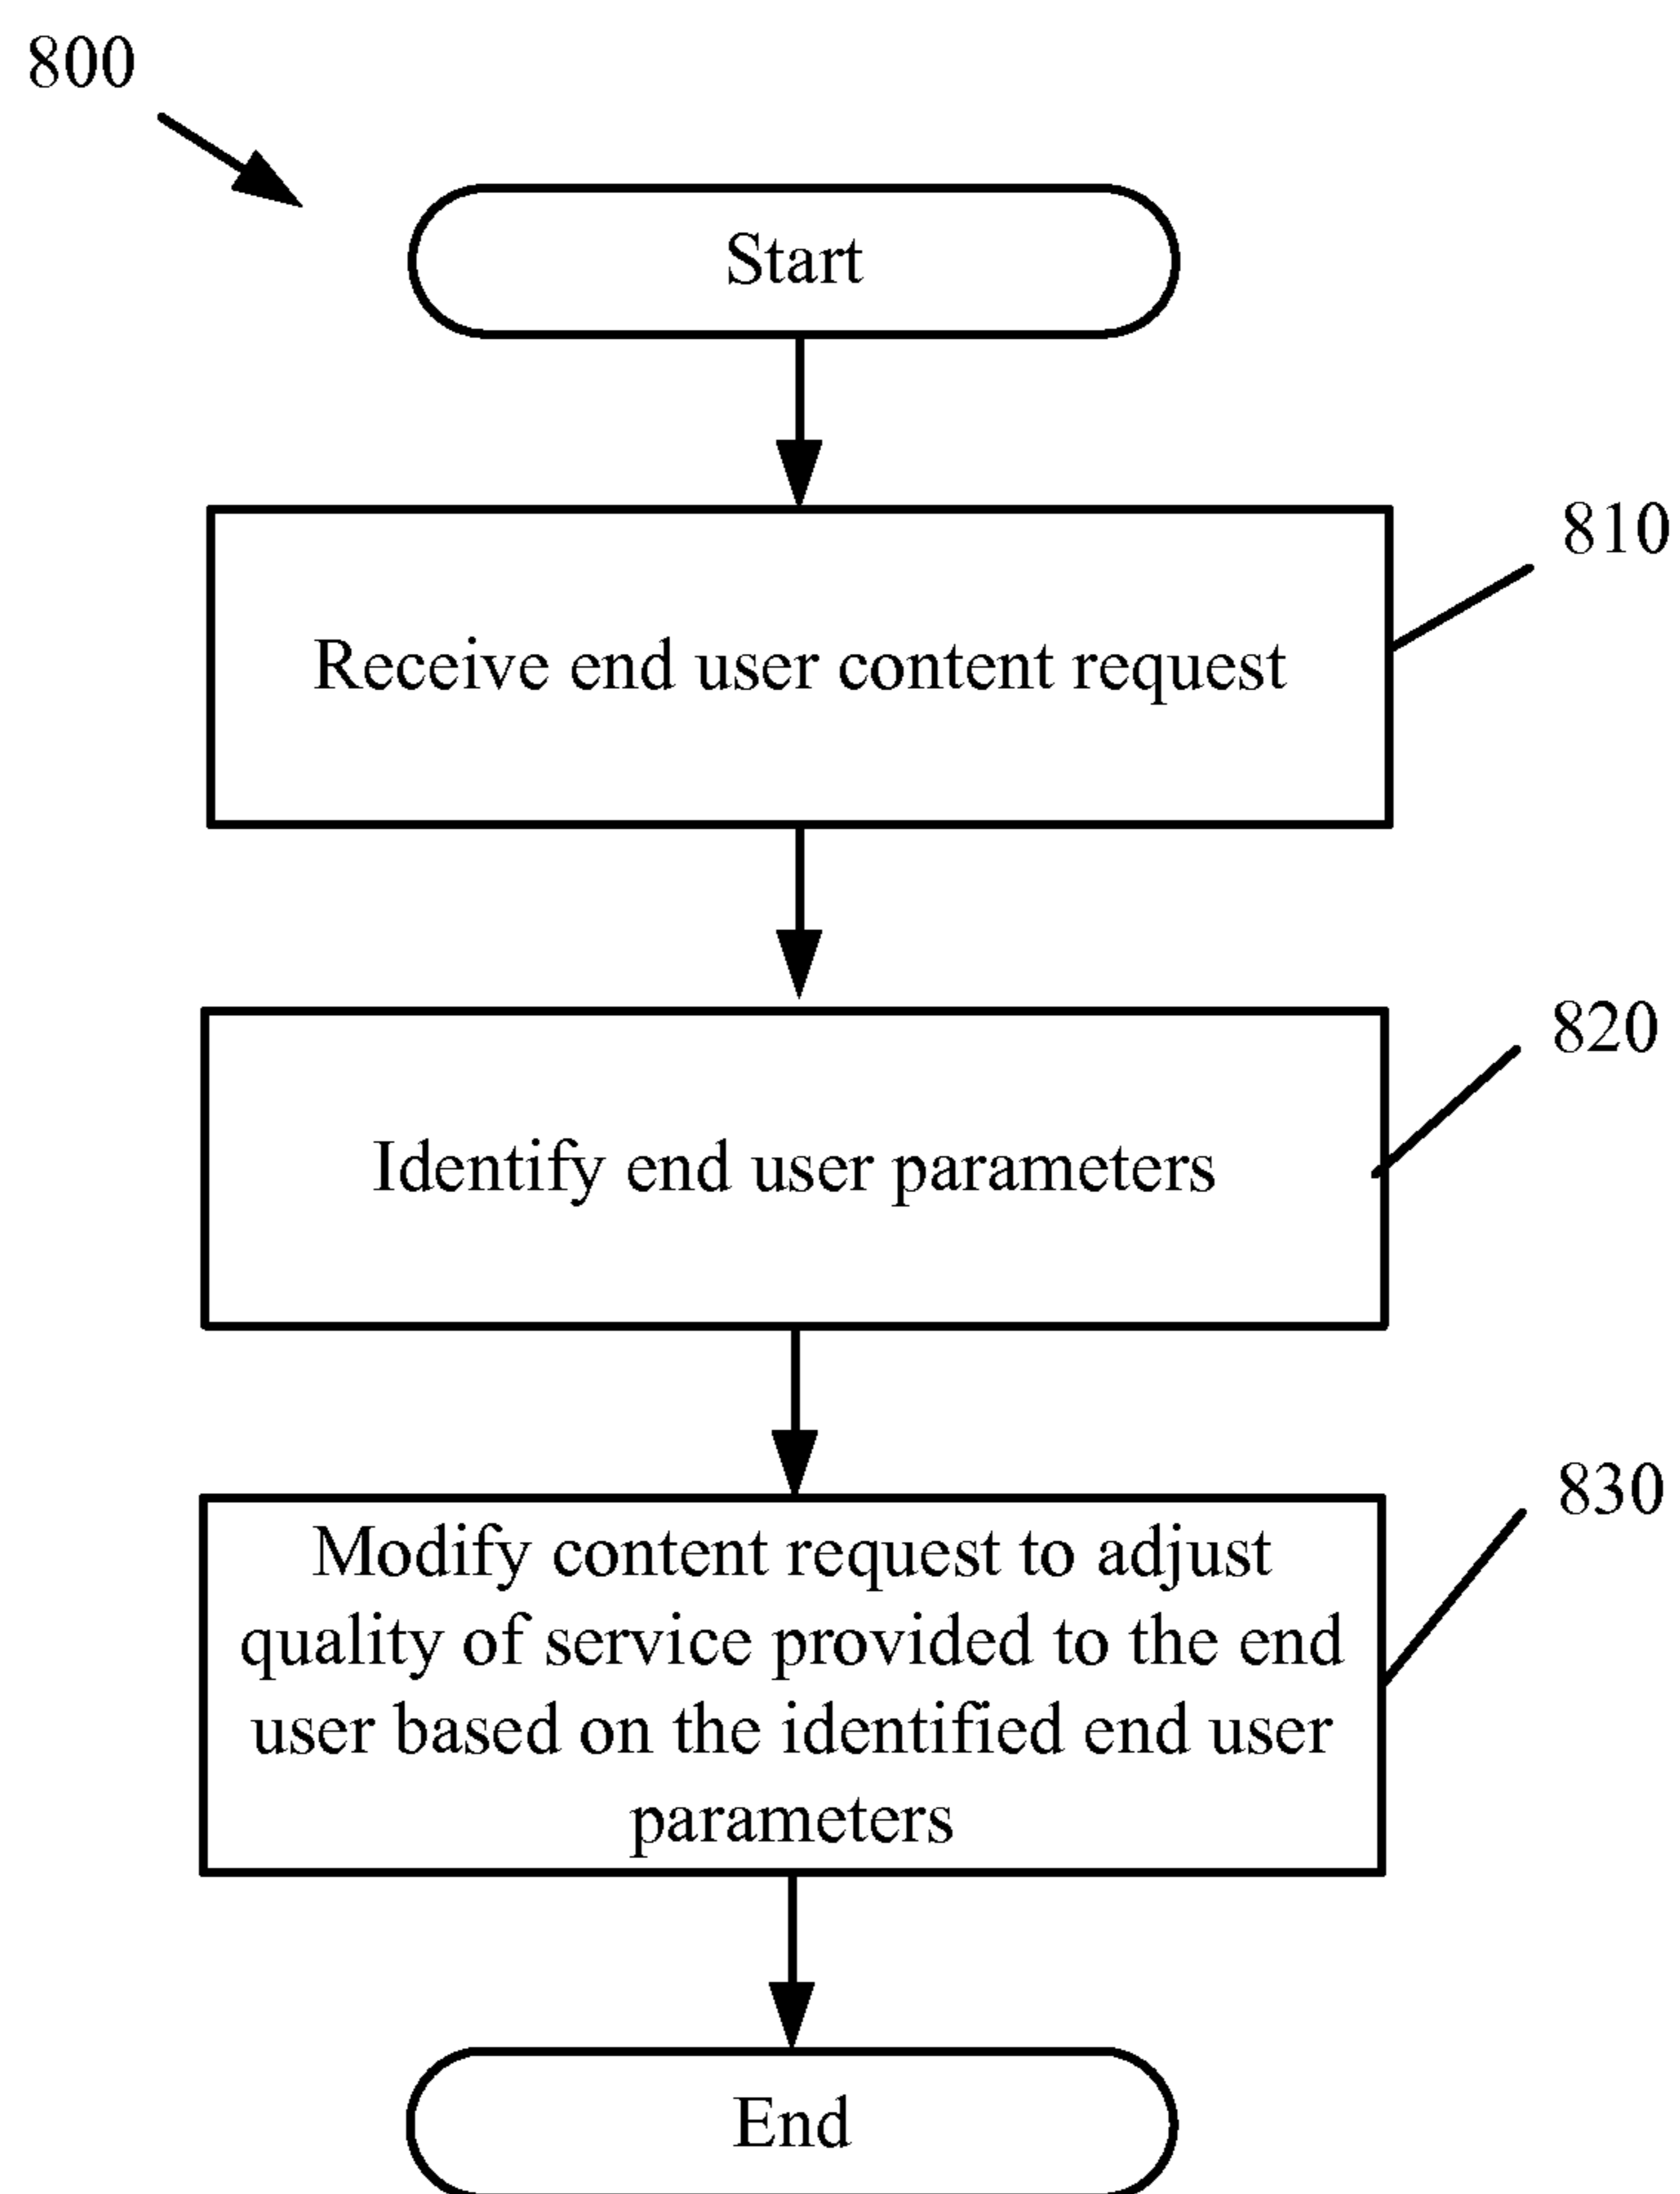 800
Start
810
Receive end user content request
820
Identify end user parameters
830
Modify content request to adjust
quality of service provided to the end
user based on the identified end user
parameters
End